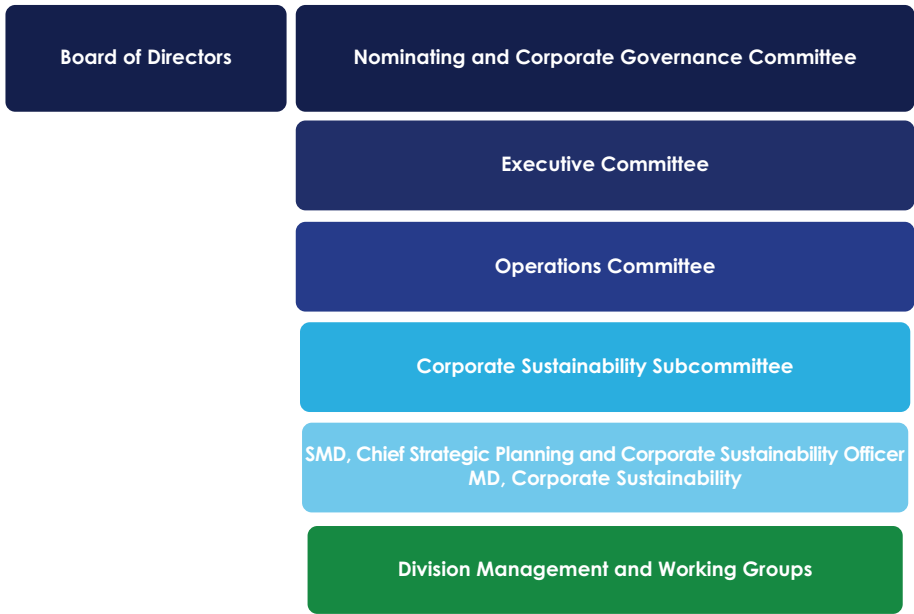 Board of Directors
Nominating and Corporate Governance Committee
Executive Committee
Operations Committee
Corporate Sustainability Subcommittee
SMD, Chief Strategic Planning and Corporate Sustainability Officer
MD, Corporate Sustainability
Division Management and Working Groups